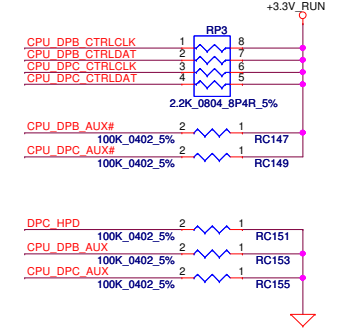 +3.3V_RUN
RP3
CPU_DPB_CTRLCLK 1 8
CPU_DPB_CTRLDAT 2 7
CPU_DPC_CTRLCLK 3 6
CPU_DPC_CTRLDAT 4 5
2.2K_0804_8P4R_5%
CPU_DPB_AUX# 2 1
100K_0402_5% RC147
CPU_DPC_AUX# 2 1
100K_0402_5% RC149
DPC_HPD 2 1
100K_0402_5% RC151
CPU_DPB_AUX 2 1
100K_0402_5% RC153
CPU_DPC_AUX 2 1
100K_0402_5% RC155